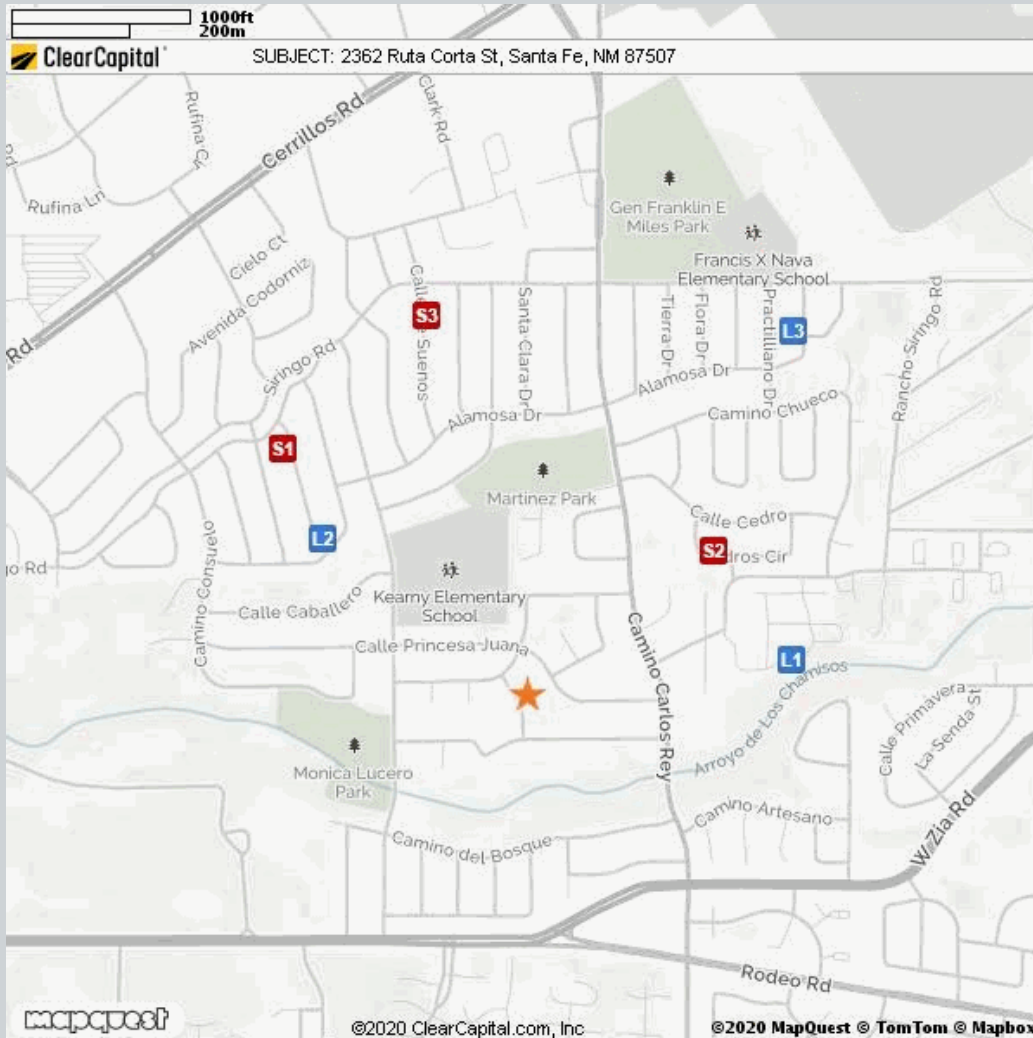 1000ft
200m
ClearCapital
SUBJECT: 2362 Ruta Corta St, Santa Fe, NM 87507
Cerrillos Rd
Clark Rd
Rufina Ln
Gen Franklin E
Miles Park
Francis X Nava
Elementary School
Cielo Ct
Avenida Codorniz
Siringo Rd
S3
Santa Clara Dr
Tierra Dr
Flora Dr
Practilliano Dr
L3
Rancho Siringo Rd
Rd
Alamosa Dr
Alamosa Dr
Camino Chueco
S1
Martinez Park
Calle Cedro
L2
S2
dros Cir
go Rd
Camino Consuelo
Calle Caballero
Kearny Elementary
School
Calle Princesa Juana
Camino Carlos Rey
L1
Arroyo de Los Chamisos
Calle Primavera
La Senda St
Monica Lucero
Park
Camino Artesano
Camino del Bosque
W Zia Rd
Rodeo Rd
mapquest
©2020 ClearCapital.com, Inc
©2020 MapQuest © TomTom © Mapbox